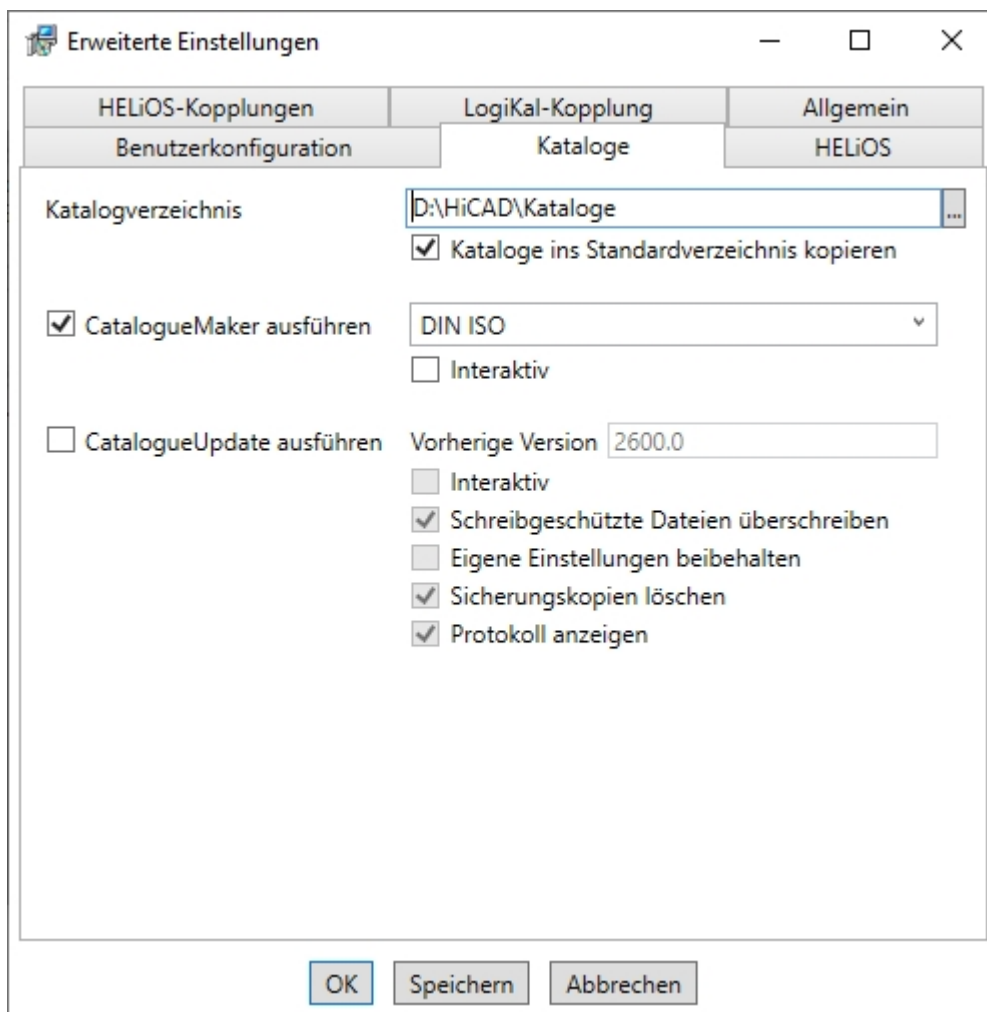 Erweiterte Einstellungen
HELiOS-Kopplungen LogiKal-Kopplung Allgemein
Benutzerkonfiguration Kataloge HELiOS
Katalogverzeichnis D:\HiCAD\Kataloge ...
Kataloge ins Standardverzeichnis kopieren
CatalogueMaker ausführen DIN ISO
Interaktiv
CatalogueUpdate ausführen Vorherige Version 2600.0
Interaktiv
Schreibgeschützte Dateien überschreiben
Eigene Einstellungen beibehalten
Sicherungskopien löschen
Protokoll anzeigen
OK Speichern Abbrechen